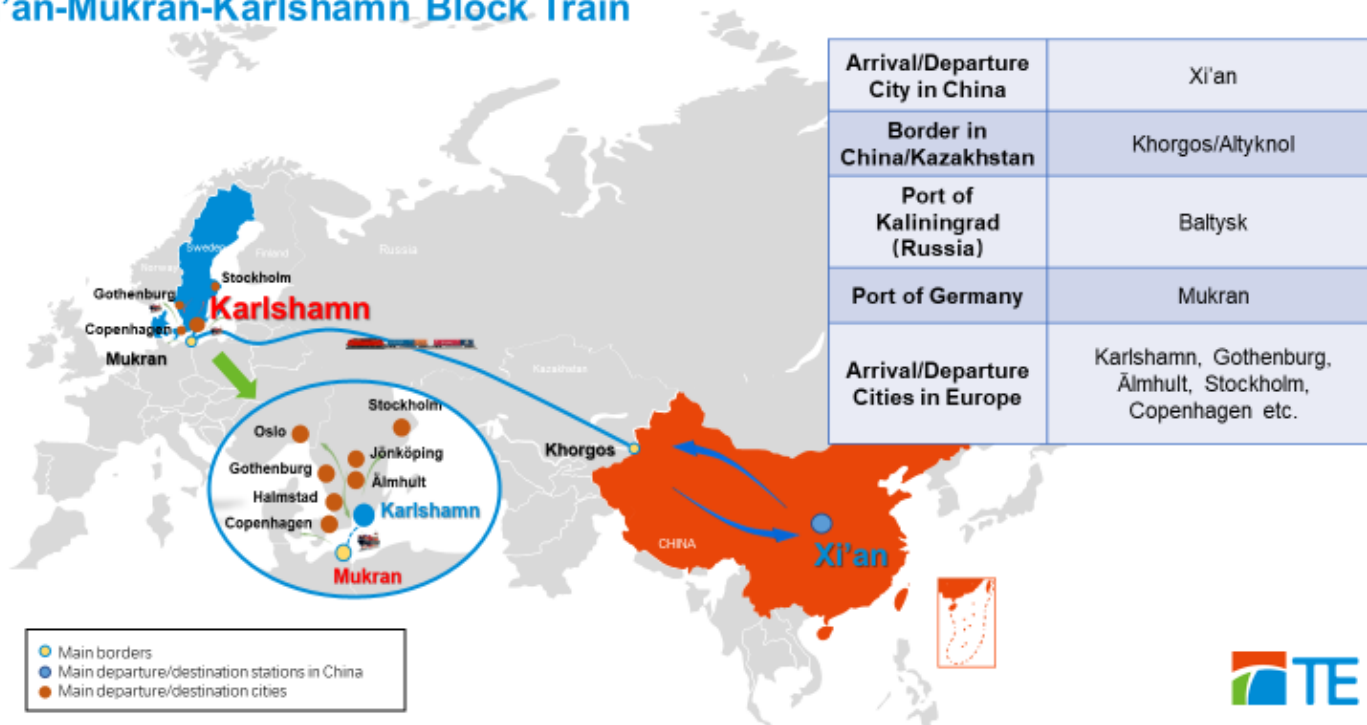 'an-Mukran-Karlshamn Block Train
Arrival/Departure
City in China
Xi'an
Border in
China/Kazakhstan
Khorgos/Altyknol
Port of
Kaliningrad
(Russia)
Baltysk
Port of Germany
Mukran
Arrival/Departure
Cities in Europe
Karlshamn, Gothenburg,
Älmhult, Stockholm,
Copenhagen etc.
Sweden
Finland
Norway
Russia
Stockholm
Gothenburg
Karlshamn
Copenhagen
Mukran
Kazakhstan
Stockholm
Oslo
Jönköping
Gothenburg
Älmhult
Halmstad
Karlshamn
Copenhagen
Mukran
Khorgos
CHINA
Xi'an
Main borders
Main departure/destination stations in China
Main departure/destination cities
TE